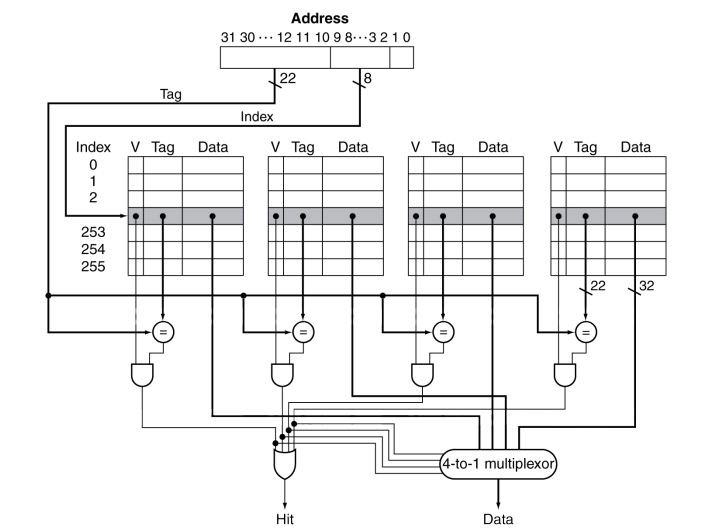 Address
31 30 ··· 12 11 10 9 8···3 2 1 0
22
8
Tag
Index
Index V Tag Data V Tag Data V Tag Data V Tag Data
0
1
2
253
254
255
22 32
= = = =
4-to-1 multiplexor
Hit Data